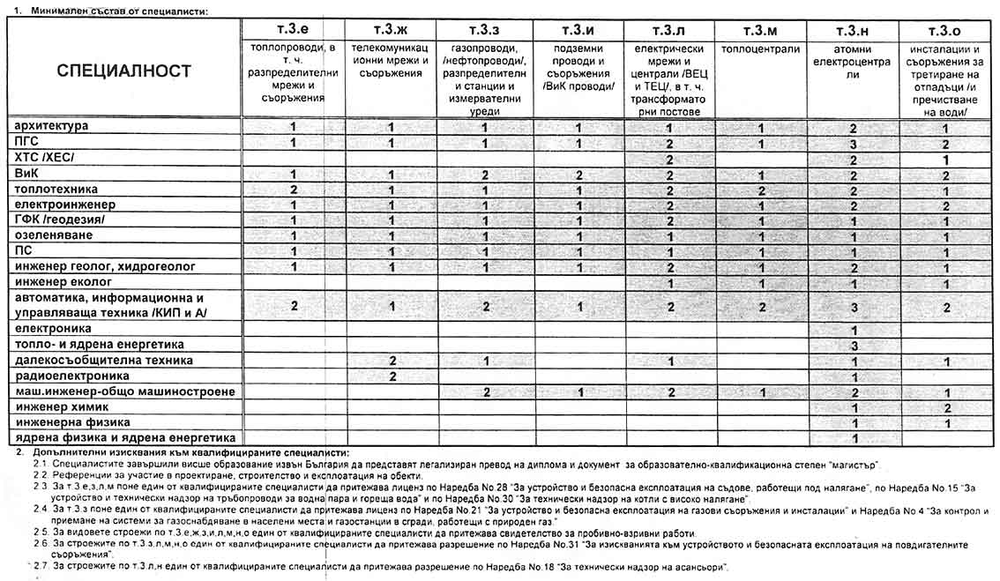 1. Минимален състав от специалисти:
СПЕЦИАЛНОСТ
т.3.е т.3.ж т.3.з т.3.и т.3.л т.3.м т.3.н т.3.о
топлопроводи, в
т. ч.
разпределителни
мрежи и
съоръжения
телекомуникац
ионни мрежи и
съоръжения
газопроводи,
/нефтопроводи/,
разпределителн
и станции и
измервателни
уреди
подземни
проводи и
съоръжения
/ВиК проводи/
електрически
мрежи и
централи /ВЕЦ
и ТЕЦ/, в т. ч.
трансформато
рни постове
топлоцентрали
атомни
електроцентра
ли
инсталации и
съоръжения за
третиране на
отпадъци /и
пречистване
на води/
архитектура 1 1 1 1 1 1 2 1
ПГС 1 1 1 1 2 1 3 2
ХТС /ХЕС/ 2 2 1
ВиК 1 1 2 2 2 1 2 2
топлотехника 2 1 1 1 2 2 2 1
електроинженер 1 1 1 1 2 1 2 2
ГФК /геодезия/ 1 1 1 1 2 1 1 1
озеленяване 1 1 1 1 1 1 1 1
ПС 1 1 1 1 1 1 1 1
инженер геолог, хидрогеолог 1 1 1 1 2 1 2 1
инженер еколог 1 1 1 1
автоматика, информационна и
управляваща техника /КИП и А/ 2 1 2 1 2 2 3 2
електроника 1
топло- и ядрена енергетика 3
далекосъобщителна техника 2 1 1 1 1
радиоелектроника 2 1
маш.инженер-общо машиностроене 2 1 2 1 2 1
инженер химик 1 2
инженерна физика 1 1
ядрена физика и ядрена енергетика 1
2. Допълнителни изисквания към квалифицираните специалисти:
2.1. Специалистите завършили висше образование извън България да представят легализиран превод на диплома и документ за образователно-квалификационна степен "магистър".
2.2. Референции за участие в проектиране, строителство и експлоатация на обекти.
2.3 За т.3.е,з,л,м поне един от квалифицираните специалисти да притежава лиценз по Наредба No.28 "За устройство и безопасна експлоатация на съдове, работещи под налягане", по Наредба No.15 "За
устройство и технически надзор на тръбопроводи за водна пара и гореща вода" и по Наредба No.30 "За технически надзор на котли с високо налягане".
2.4. За т.3.з поне един от квалифицираните специалисти да притежава лиценз по Наредба No.21 "За устройство и безопасна експлоатация на газови съоръжения и инсталации" и Наредба No 4 "За контрол и
приемане на системи за газоснабдяване в населени места и газостанции в сгради, работещи с природен газ."
2.5. За видовете строежи по т.3.е,ж,з,и,л,м,н,о един от квалифицираните специалисти да притежава свидетелство за пробивно-взривни работи.
2.6. За строежите по т.3.з,л,м,н,о един от квалифицираните специалисти да притежава разрешение по Наредба No.31 "За изискванията към устройството и безопасната експлоатация на повдигателните
съоръжения".
2.7. За строежите по т.3.л,н един от квалифицираните специалисти да притежава разрешение по Наредба No.18 "За технически надзор на асансьори".